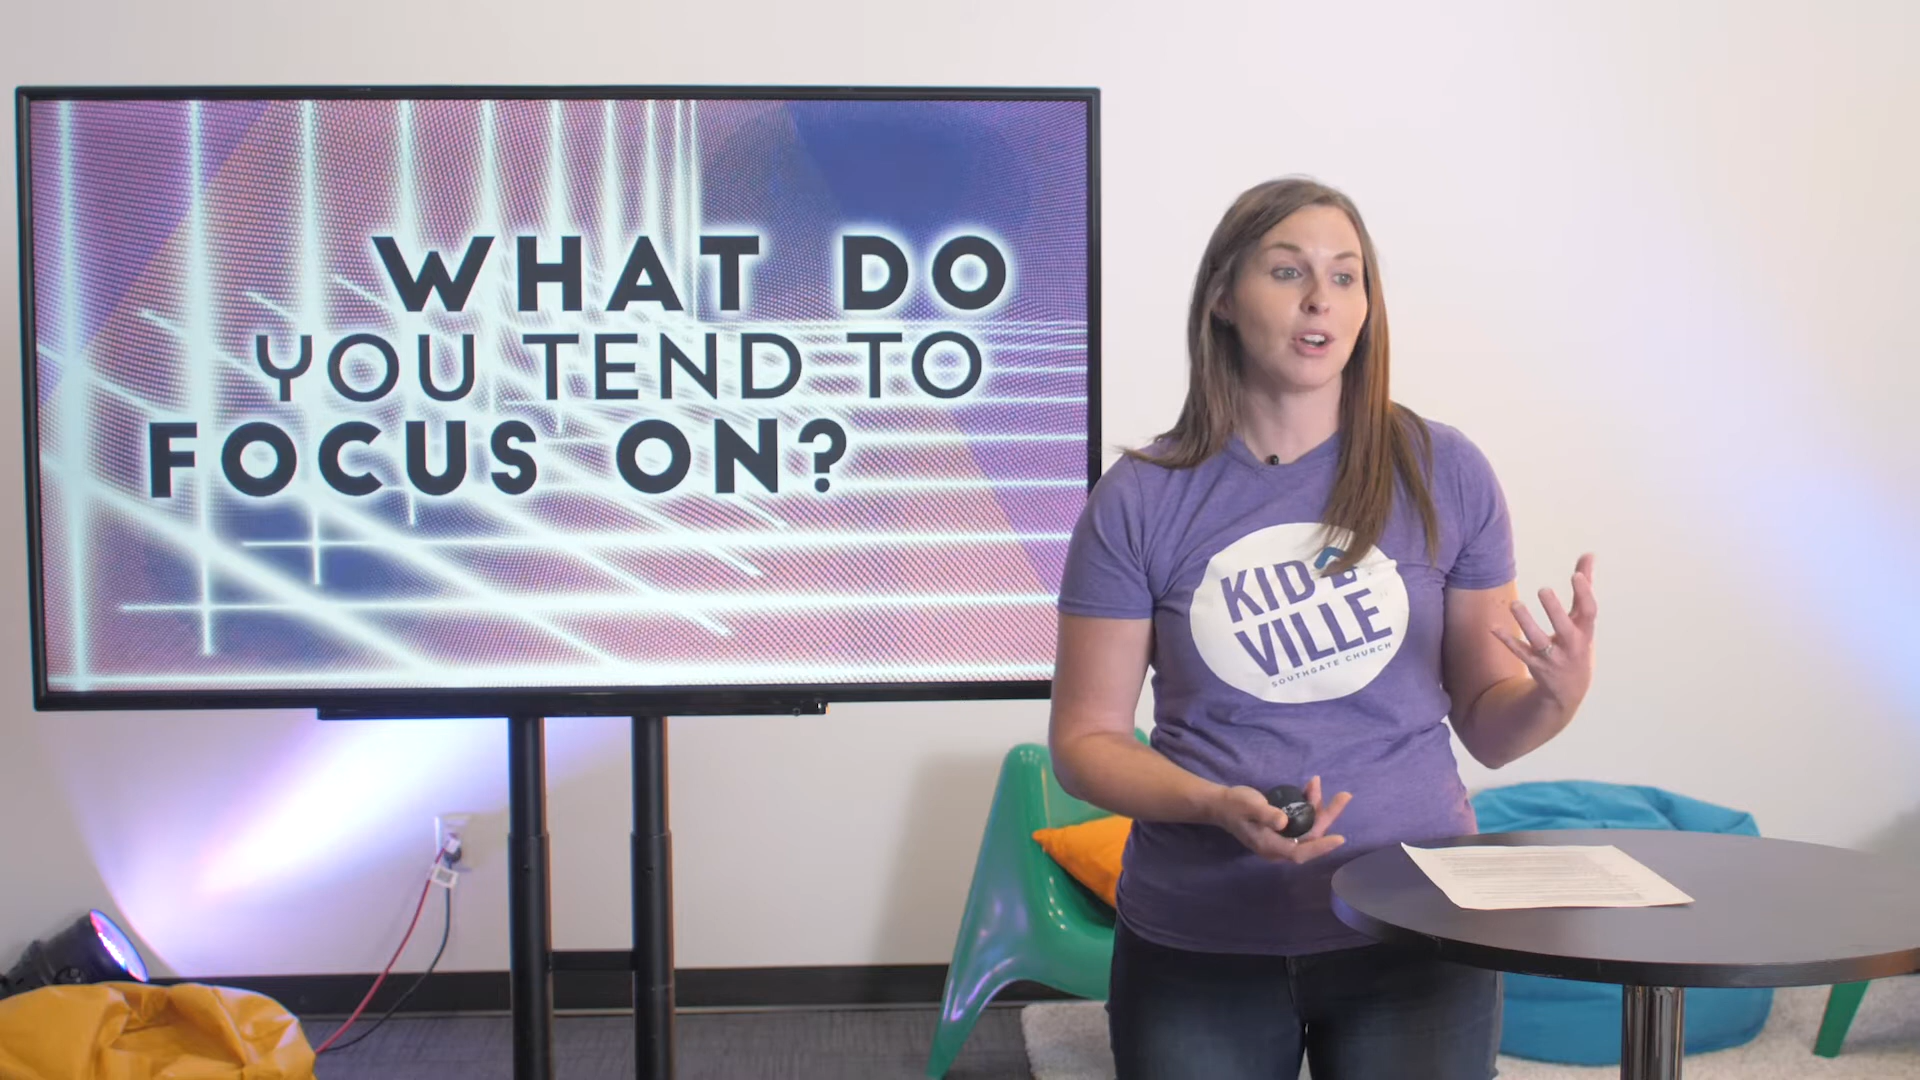 WHAT DO
YOU TEND TO
FOCUS ON?
KID
VILLE
SOUTHGATE CHURCH